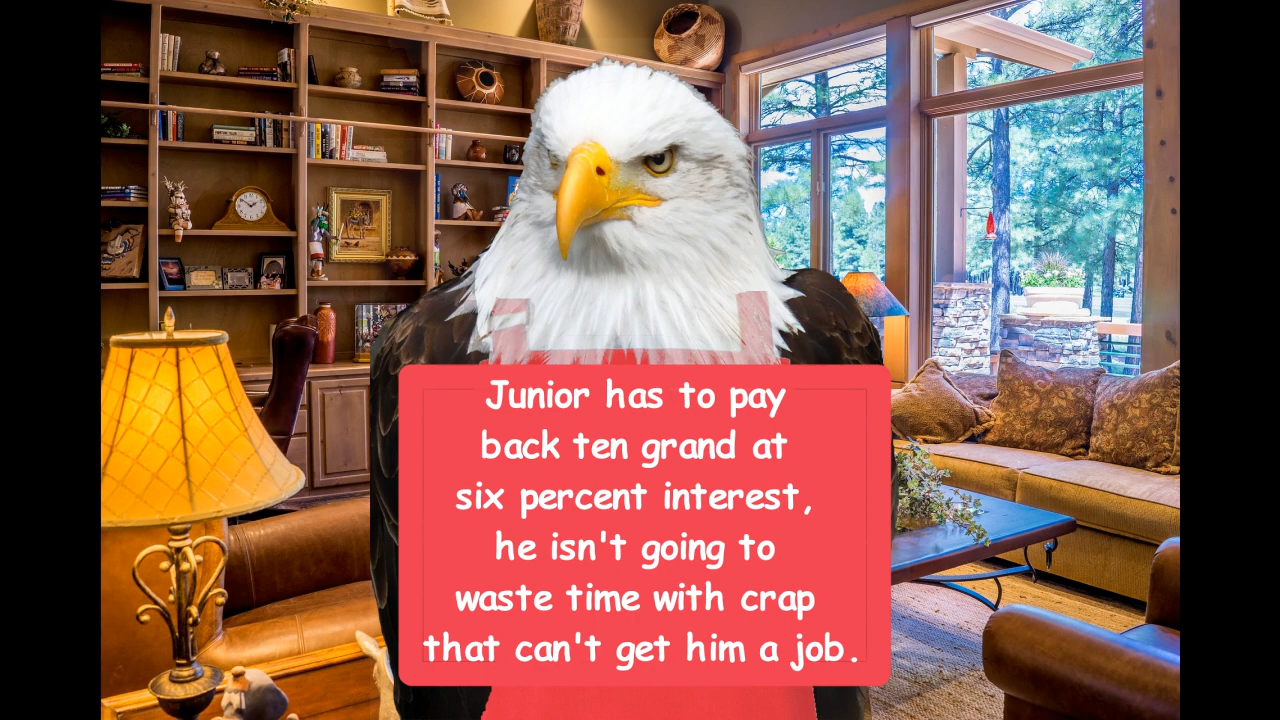 Junior has to pay
back ten grand at
six percent interest,
he isn't going to
waste time with crap
that can't get him a job.